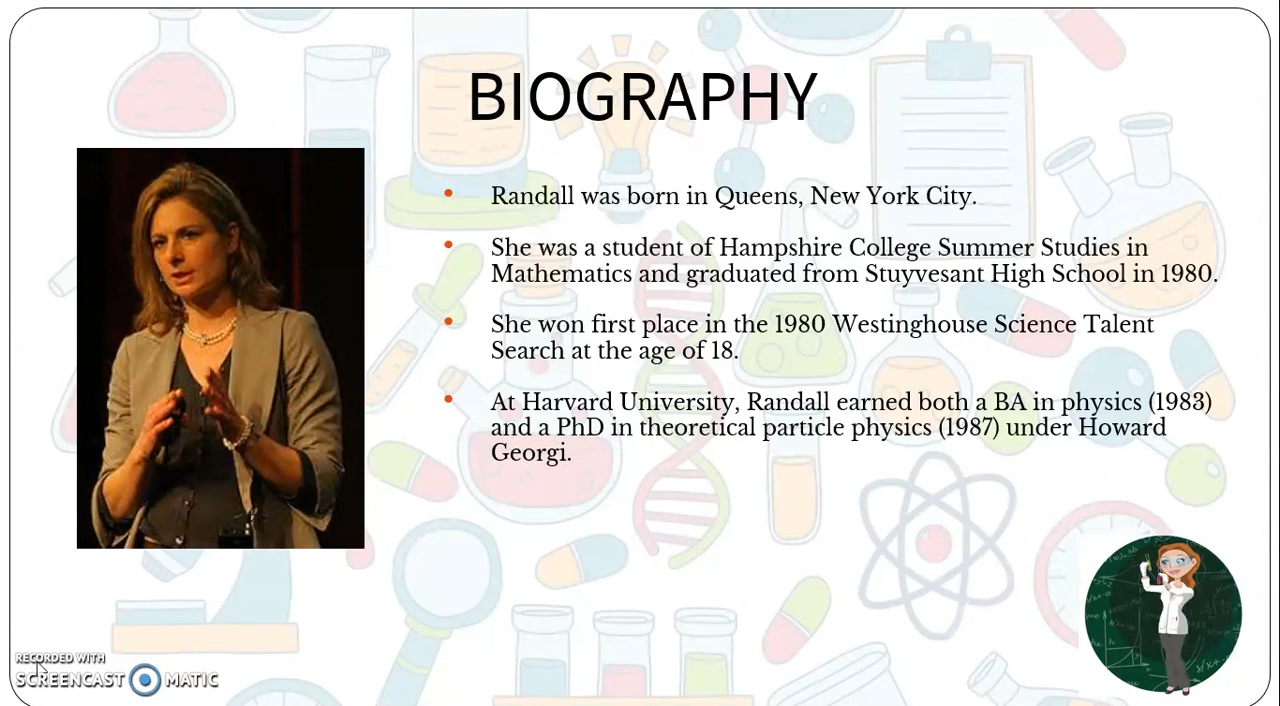 BIOGRAPHY
Randall was born in Queens, New York City.
She was a student of Hampshire College Summer Studies in
Mathematics and graduated from Stuyvesant High School in 1980.
She won first place in the 1980 Westinghouse Science Talent
Search at the age of 18.
At Harvard University, Randall earned both a BA in physics (1983)
and a PhD in theoretical particle physics (1987) under Howard
Georgi.
RECORDED WITH
SCREENCAST MATIC